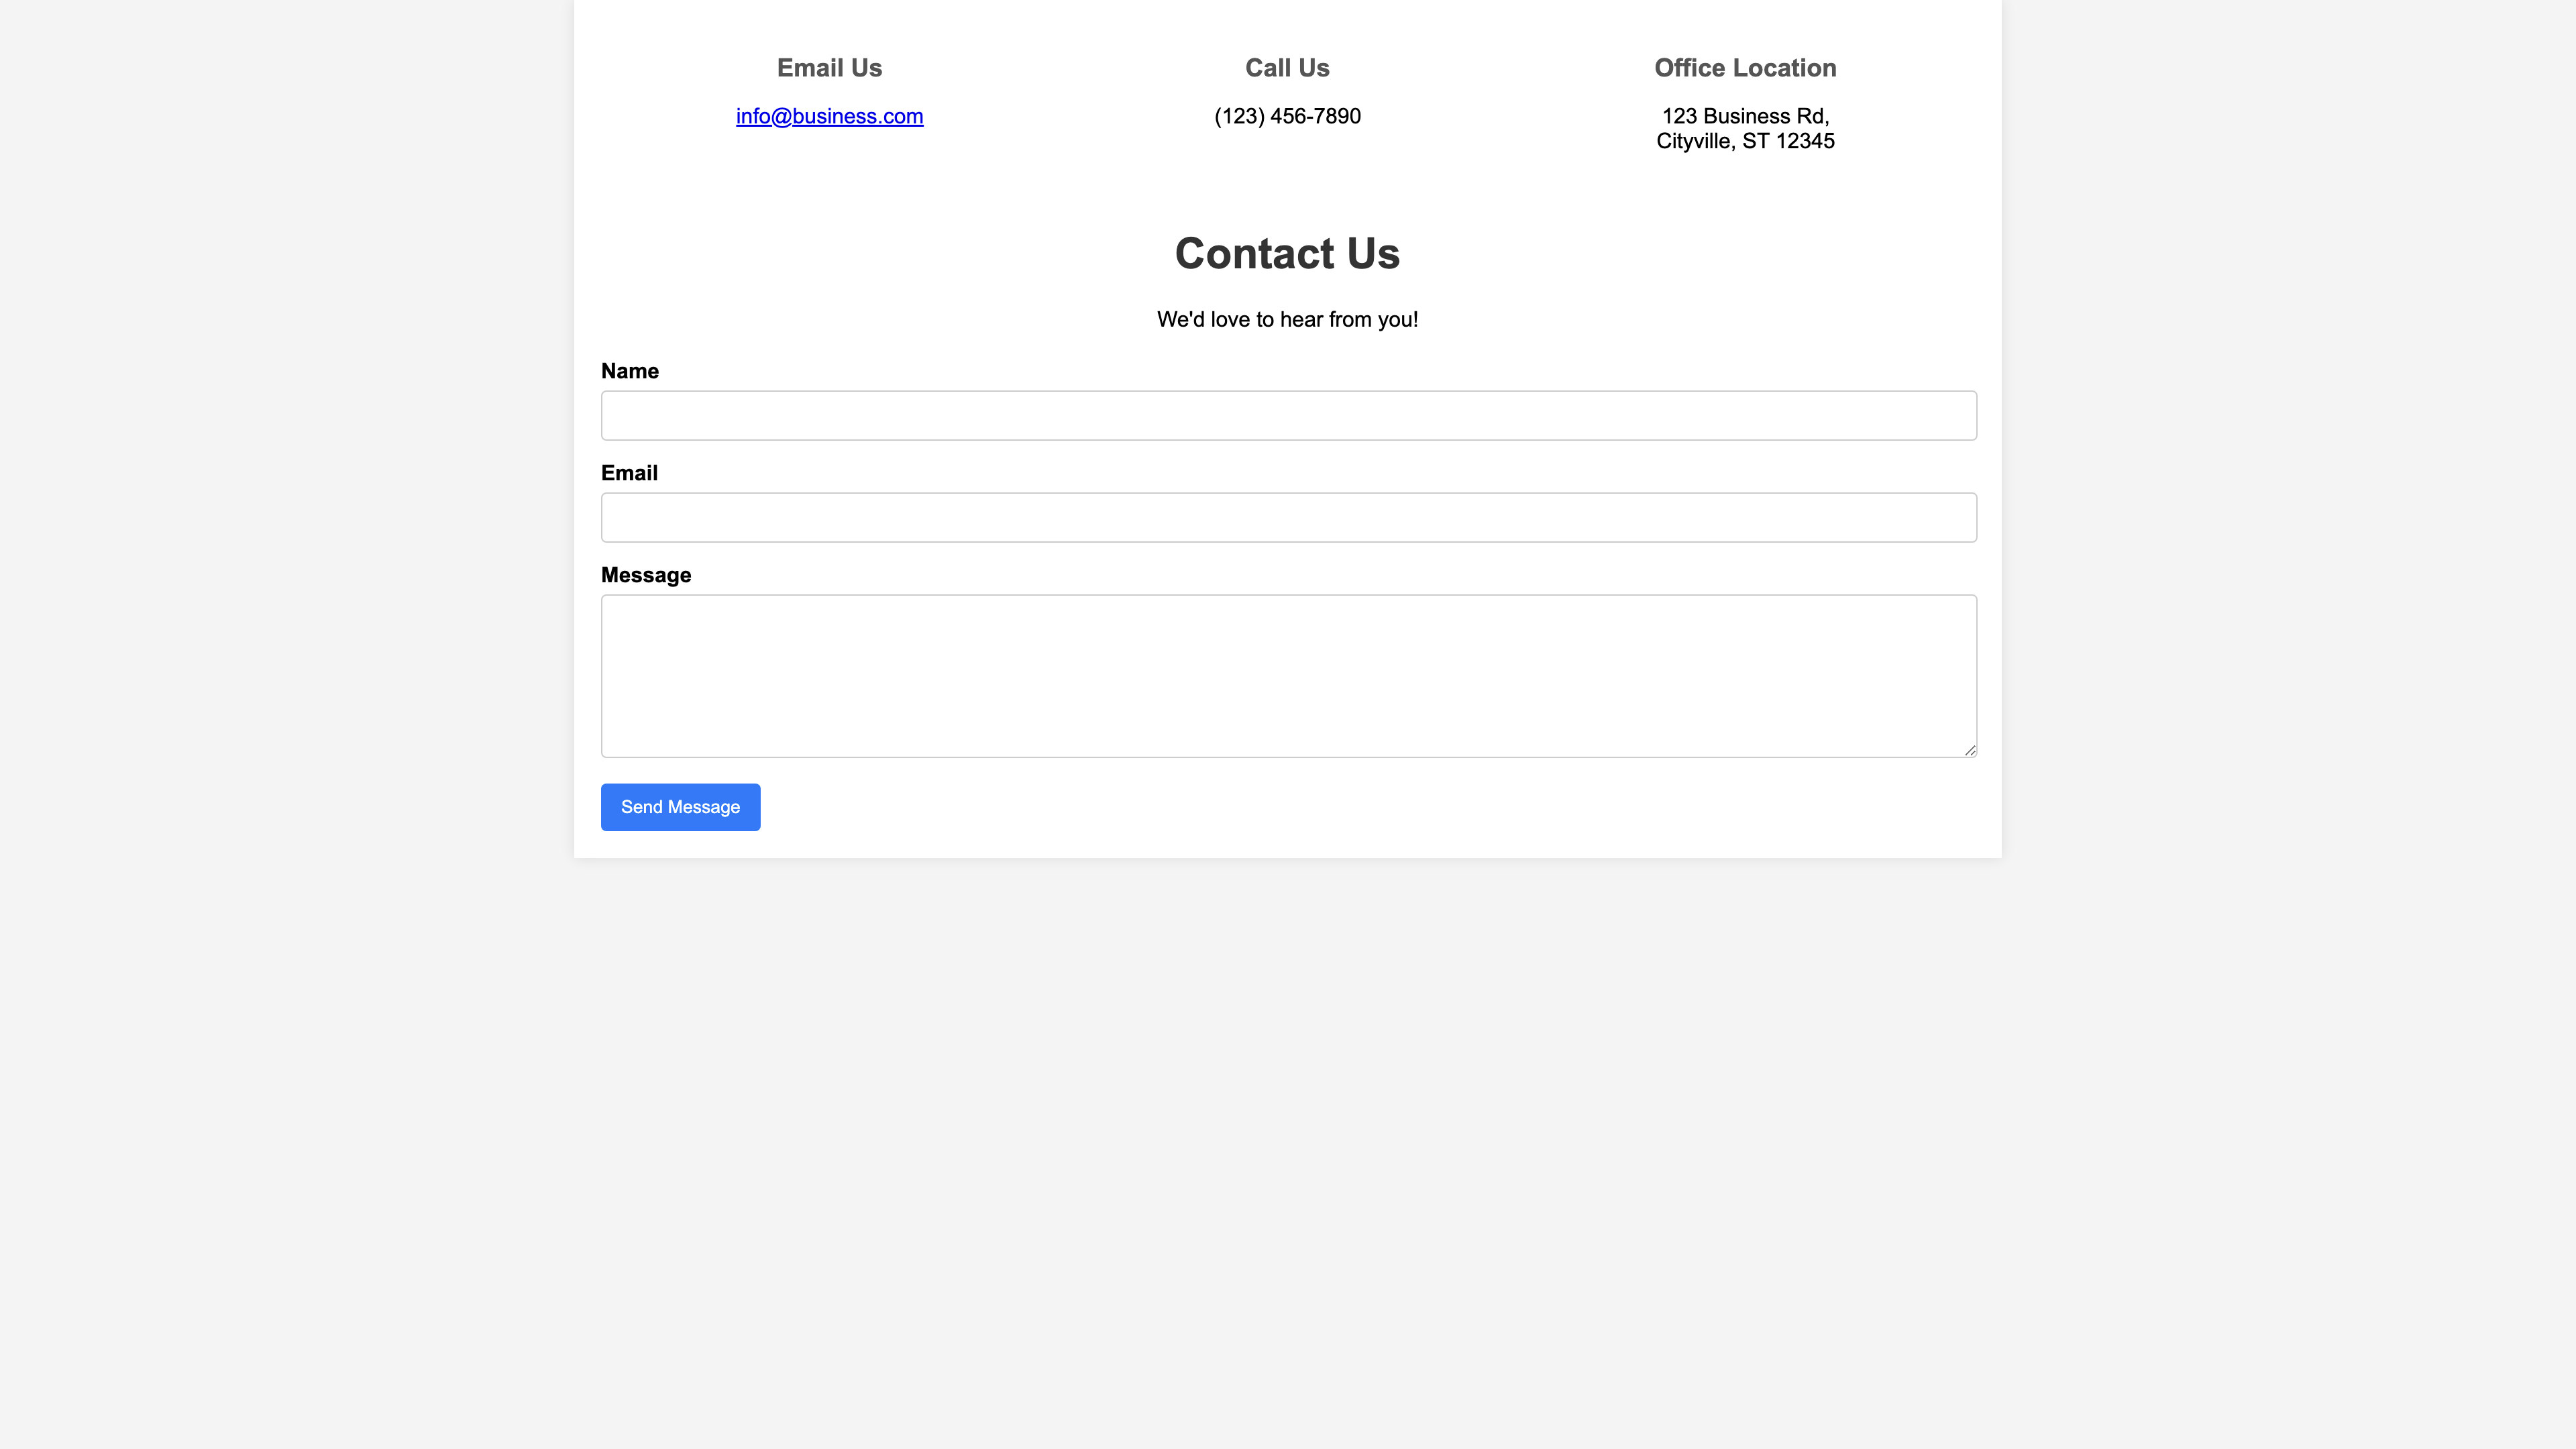 Email Us
info@business.com
Call Us
(123) 456-7890
Office Location
123 Business Rd,
Cityville, ST 12345
Contact Us
We'd love to hear from you!
Name
Email
Message
Send Message